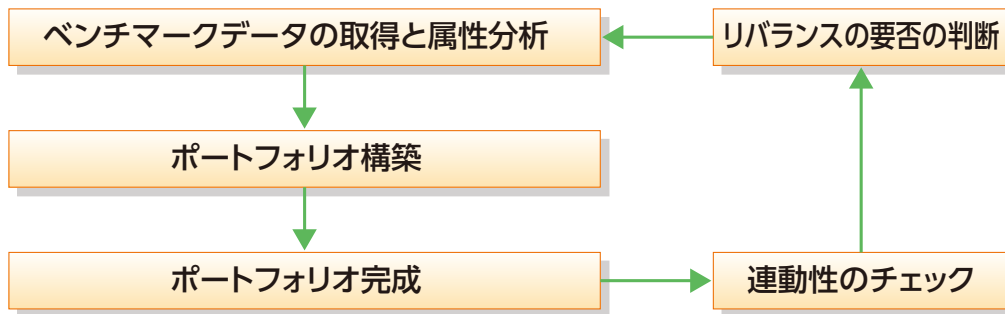 ベンチマークデータの取得と属性分析
リバランスの要否の判断
ポートフォリオ構築
ポートフォリオ完成
連動性のチェック